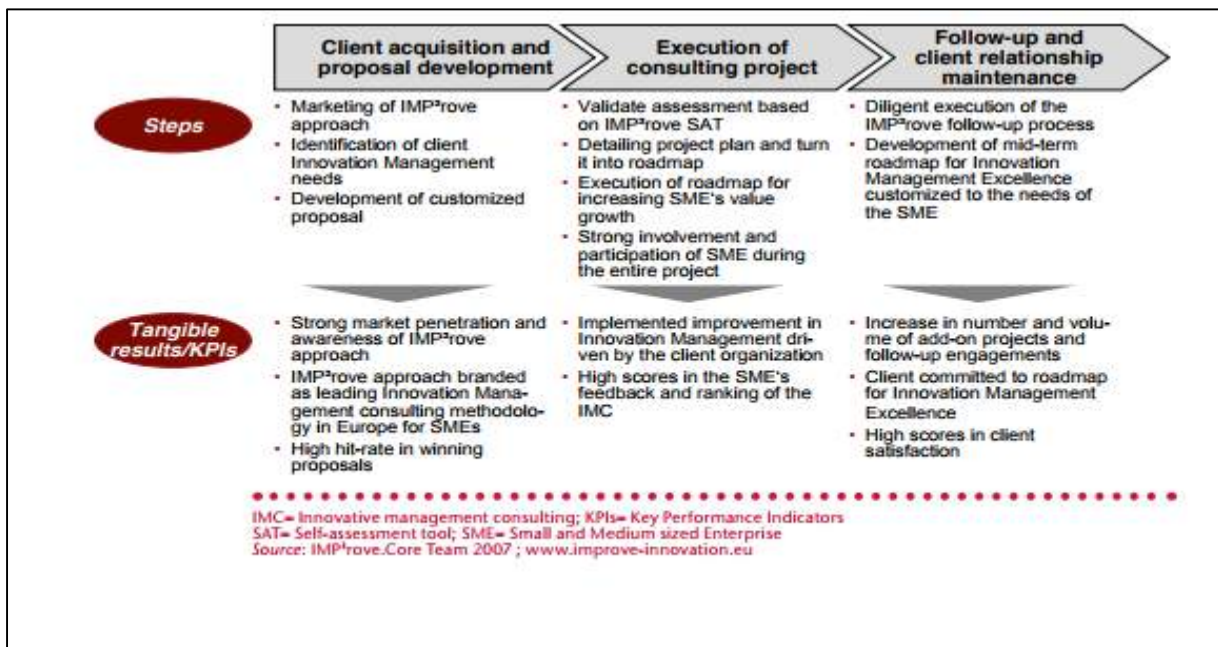 Client acquisition and
proposal development
Execution of
consulting project
Follow-up and
client relationship
maintenance
Steps
• Marketing of IMP³rove
approach
• Identification of client
Innovation Management
needs
• Development of customized
proposal
• Validate assessment based
on IMP³rove SAT
• Detailing project plan and turn
it into roadmap
• Execution of roadmap for
increasing SME's value
growth
• Strong involvement and
participation of SME during
the entire project
• Diligent execution of the
IMP³rove follow-up process
• Development of mid-term
roadmap for Innovation
Management Excellence
customized to the needs of
the SME
Tangible
results/KPIs
• Strong market penetration and
awareness of IMP³rove
approach
• IMP³rove approach branded
as leading Innovation Mana-
gement consulting methodolo-
gy in Europe for SMEs
• High hit-rate in winning
proposals
• Implemented improvement in
Innovation Management dri-
ven by the client organization
• High scores in the SME's
feedback and ranking of the
IMC
• Increase in number and volu-
me of add-on projects and
follow-up engagements
• Client committed to roadmap
for Innovation Management
Excellence
• High scores in client
satisfaction
IMC= Innovative management consulting; KPIs= Key Performance Indicators
SAT= Self-assessment tool; SME= Small and Medium sized Enterprise
Source: IMP³rove.Core Team 2007 ; www.improve-innovation.eu